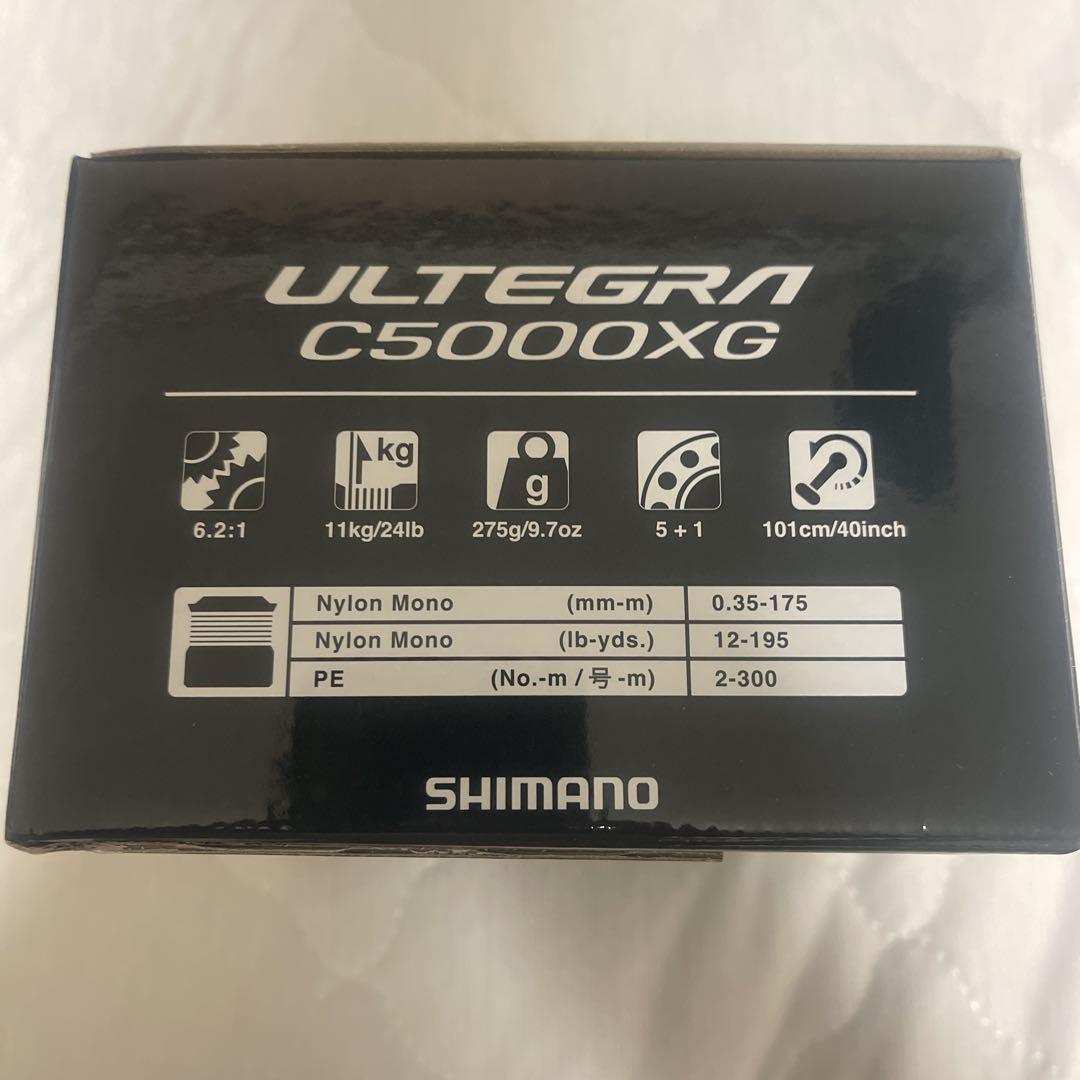 ULTEGRA
C5000XG
kg
g
6.2:1 11kg/24lb 275g/9.7oz 5 + 1 101cm/40inch
Nylon Mono (mm-m) 0.35-175
Nylon Mono (lb-yds.) 12-195
PE (No.-m / 号 -m) 2-300
SHIMANO